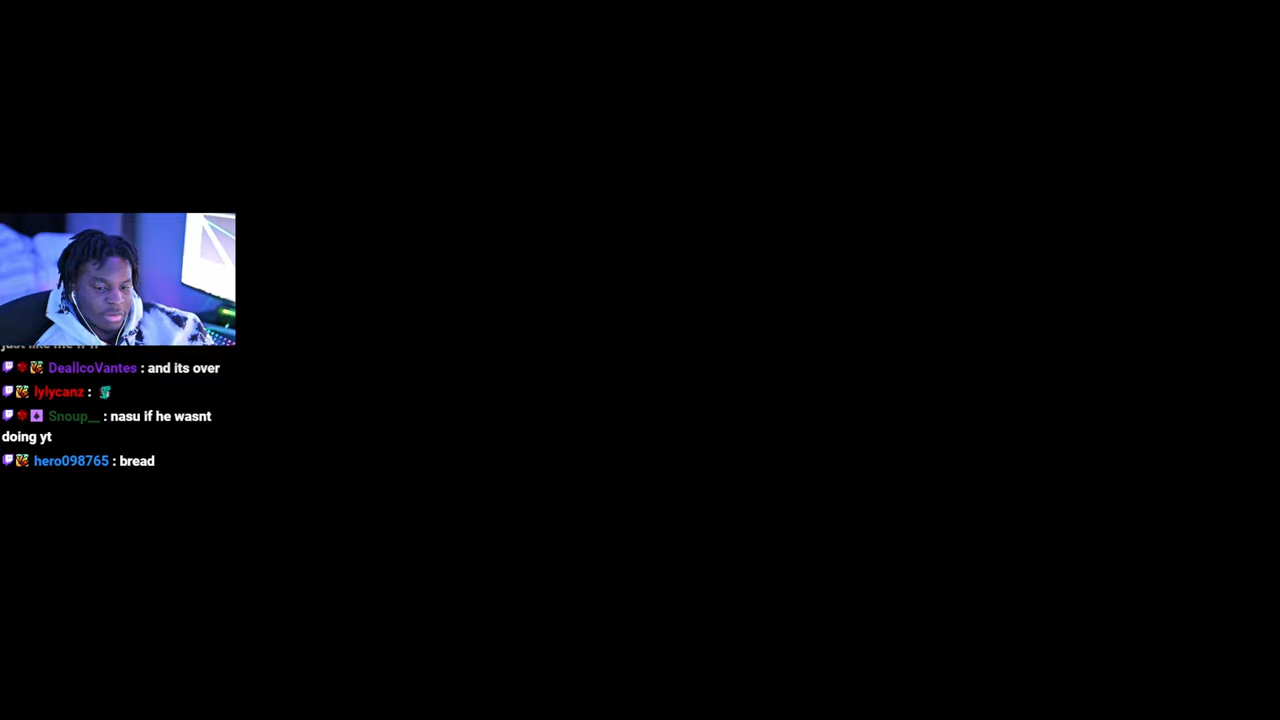 DeallcoVantes : and its over
lylycanz :
Snoup__ : nasu if he wasnt
doing yt
hero098765 : bread